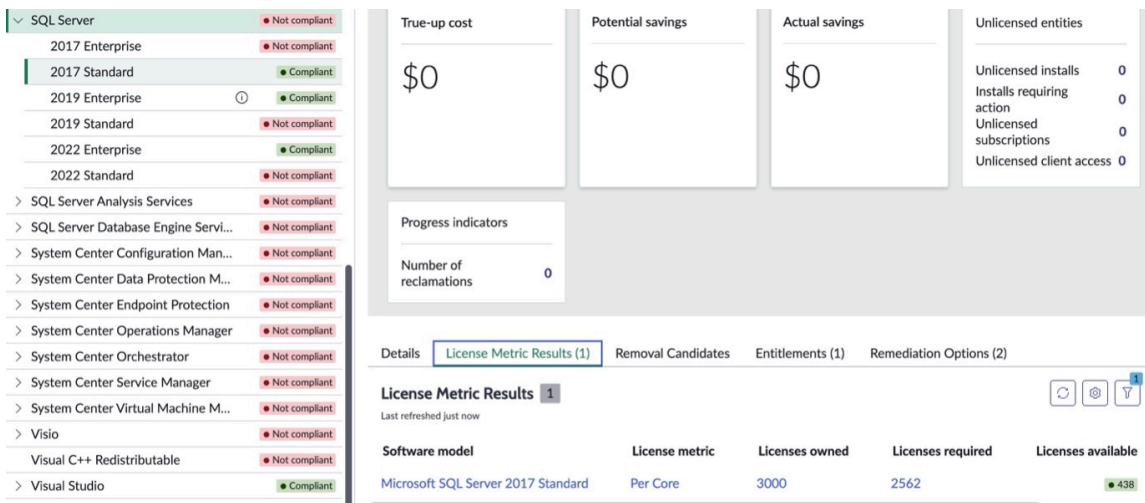 SQL Server Not compliant
2017 Enterprise Not compliant
2017 Standard Compliant
2019 Enterprise Compliant
2019 Standard Not compliant
2022 Enterprise Compliant
2022 Standard Not compliant
SQL Server Analysis Services Not compliant
SQL Server Database Engine Servi... Not compliant
System Center Configuration Man... Not compliant
System Center Data Protection M... Not compliant
System Center Endpoint Protection Not compliant
System Center Operations Manager Not compliant
System Center Orchestrator Not compliant
System Center Service Manager Not compliant
System Center Virtual Machine M... Not compliant
Visio Not compliant
Visual C++ Redistributable Not compliant
Visual Studio Compliant
True-up cost
$0
Potential savings
$0
Actual savings
$0
Unlicensed entities
Unlicensed installs 0
Installs requiring
action 0
Unlicensed
subscriptions 0
Unlicensed client access 0
Progress indicators
Number of
reclamations 0
Details License Metric Results (1) Removal Candidates Entitlements (1) Remediation Options (2)
License Metric Results 1
1
Last refreshed just now
Software model License metric Licenses owned Licenses required Licenses available
Microsoft SQL Server 2017 Standard Per Core 3000 2562 438